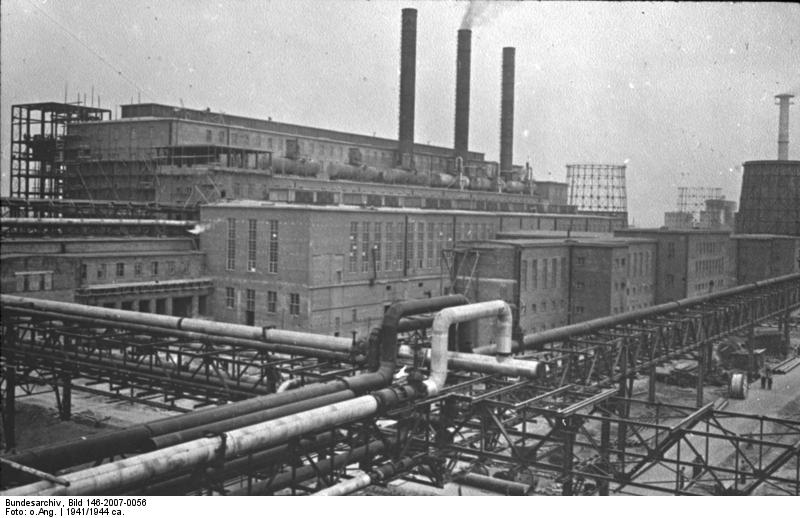 Bundesarchiv, Bild 146-2007-0056
Foto: o.Ang. | 1941/1944 ca.